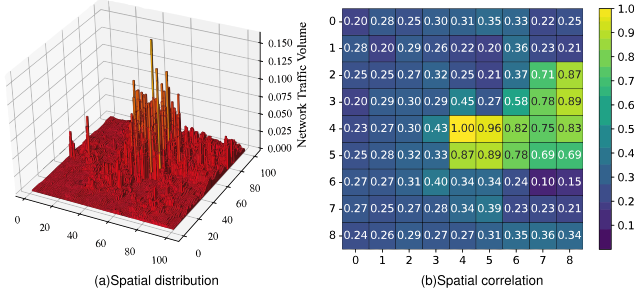 0.150
0.125
0.100
0.075
0.050
0.025
0.000
Network Traffic Volume
0 20 40 60 80 100
0 20 40 60 80 100
(a)Spatial distribution
0 0.20 0.28 0.25 0.30 0.31 0.35 0.33 0.22 0.25
1 0.28 0.20 0.29 0.26 0.22 0.20 0.36 0.23 0.21
2 0.25 0.25 0.27 0.32 0.25 0.21 0.37 0.71 0.87
3 0.20 0.29 0.30 0.29 0.45 0.27 0.58 0.78 0.89
4 0.23 0.27 0.30 0.43 1.00 0.96 0.82 0.75 0.83
5 0.25 0.28 0.32 0.33 0.87 0.89 0.78 0.69 0.69
6 0.27 0.27 0.31 0.40 0.34 0.34 0.24 0.10 0.15
7 0.27 0.25 0.27 0.28 0.34 0.39 0.23 0.23 0.21
8 0.24 0.29 0.27 0.27 0.31 0.35 0.35 0.36 0.34
0 1 2 3 4 5 6 7 8
1.0
0.9
0.8
0.7
0.6
0.5
0.4
0.3
0.2
0.1
(b)Spatial correlation